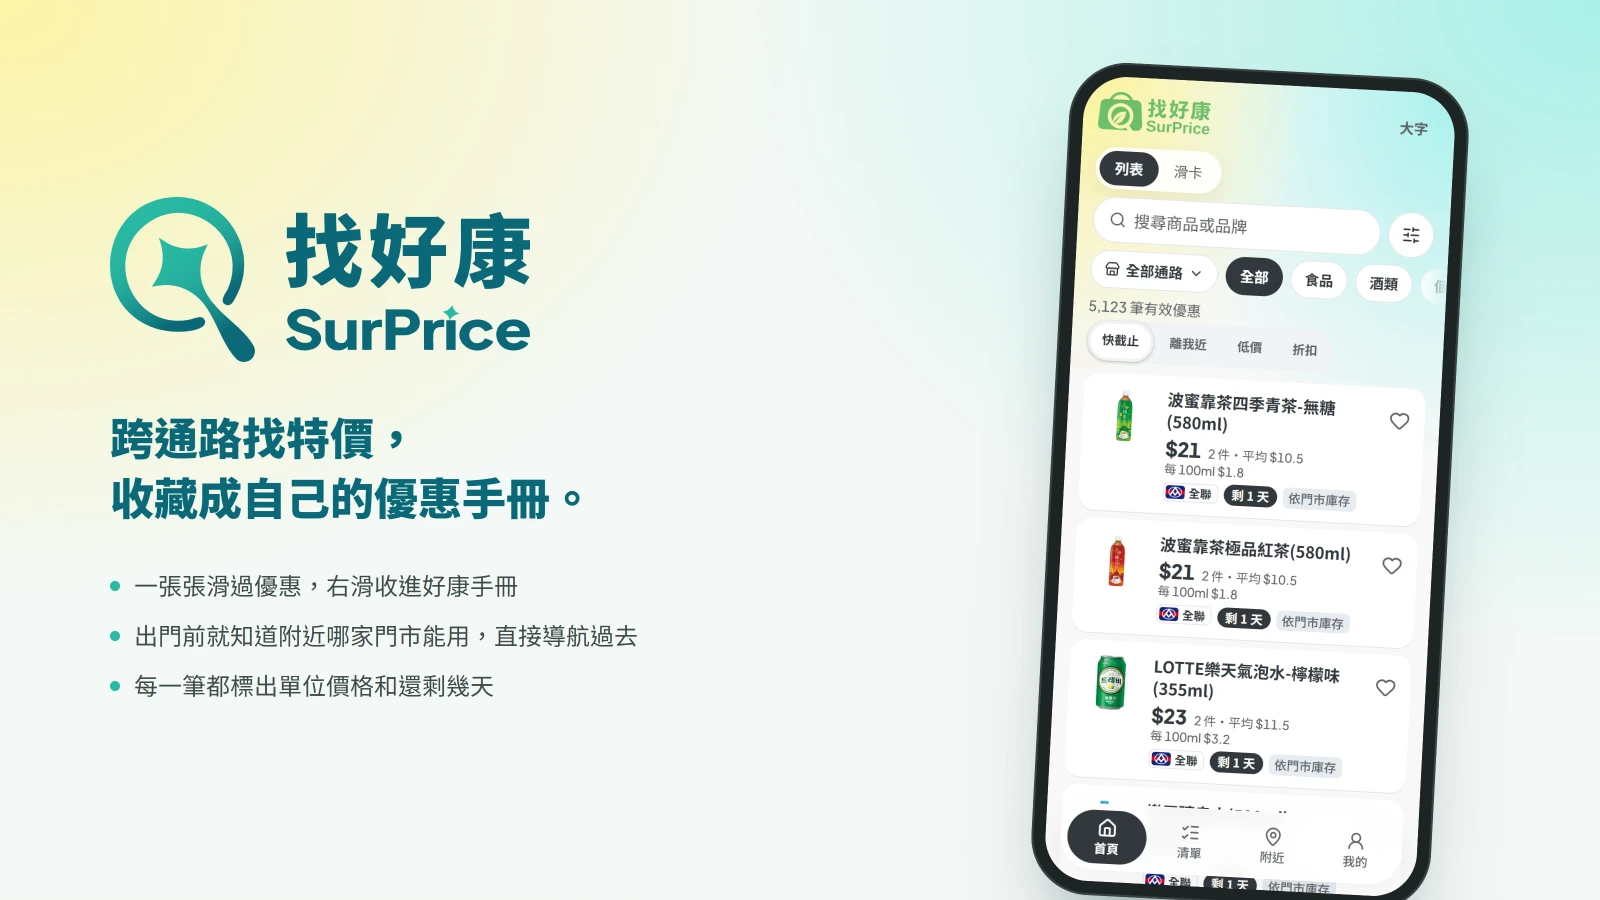 找好康
SurPrice
跨通路找特價，
收藏成自己的優惠手冊。
一張張滑過優惠，右滑收進好康手冊
出門前就知道附近哪家門市能用，直接導航過去
每一筆都標出單位價格和還剩幾天
找好康
SurPrice
大字
列表 滑卡
搜尋商品或品牌
全部通路 全部 食品 酒類
5,123 筆有效優惠
快截止 離我近 低價 折扣
波蜜靠茶四季青茶-無糖
(580ml)
$21 2 件・平均 $10.5
每 100ml $1.8
全聯 剩 1 天 依門市庫存
波蜜靠茶極品紅茶(580ml)
$21 2 件・平均 $10.5
每 100ml $1.8
全聯 剩 1 天 依門市庫存
LOTTE樂天氣泡水-檸檬味
(355ml)
$23 2 件・平均 $11.5
每 100ml $3.2
全聯 剩 1 天 依門市庫存
首頁 清單 附近 我的
全聯 剩 1 天 依門市庫存